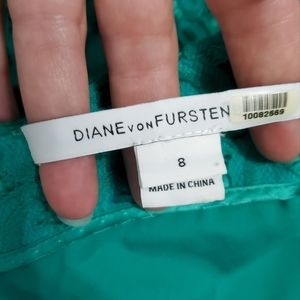 DIANE VON FURSTEN
10082569
8
MADE IN CHINA